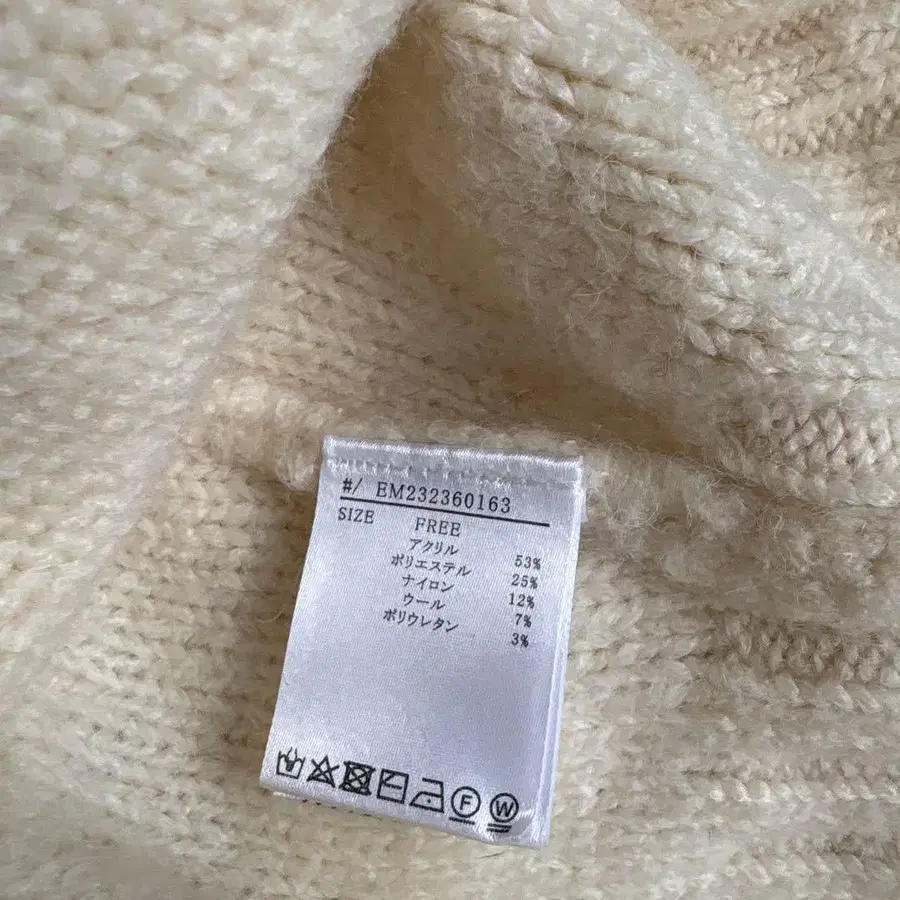 #/ EM232360163
SIZE FREE
アクリル 53%
ポリエステル 25%
ナイロン 12%
ウール 7%
ポリウレタン 3%
F W